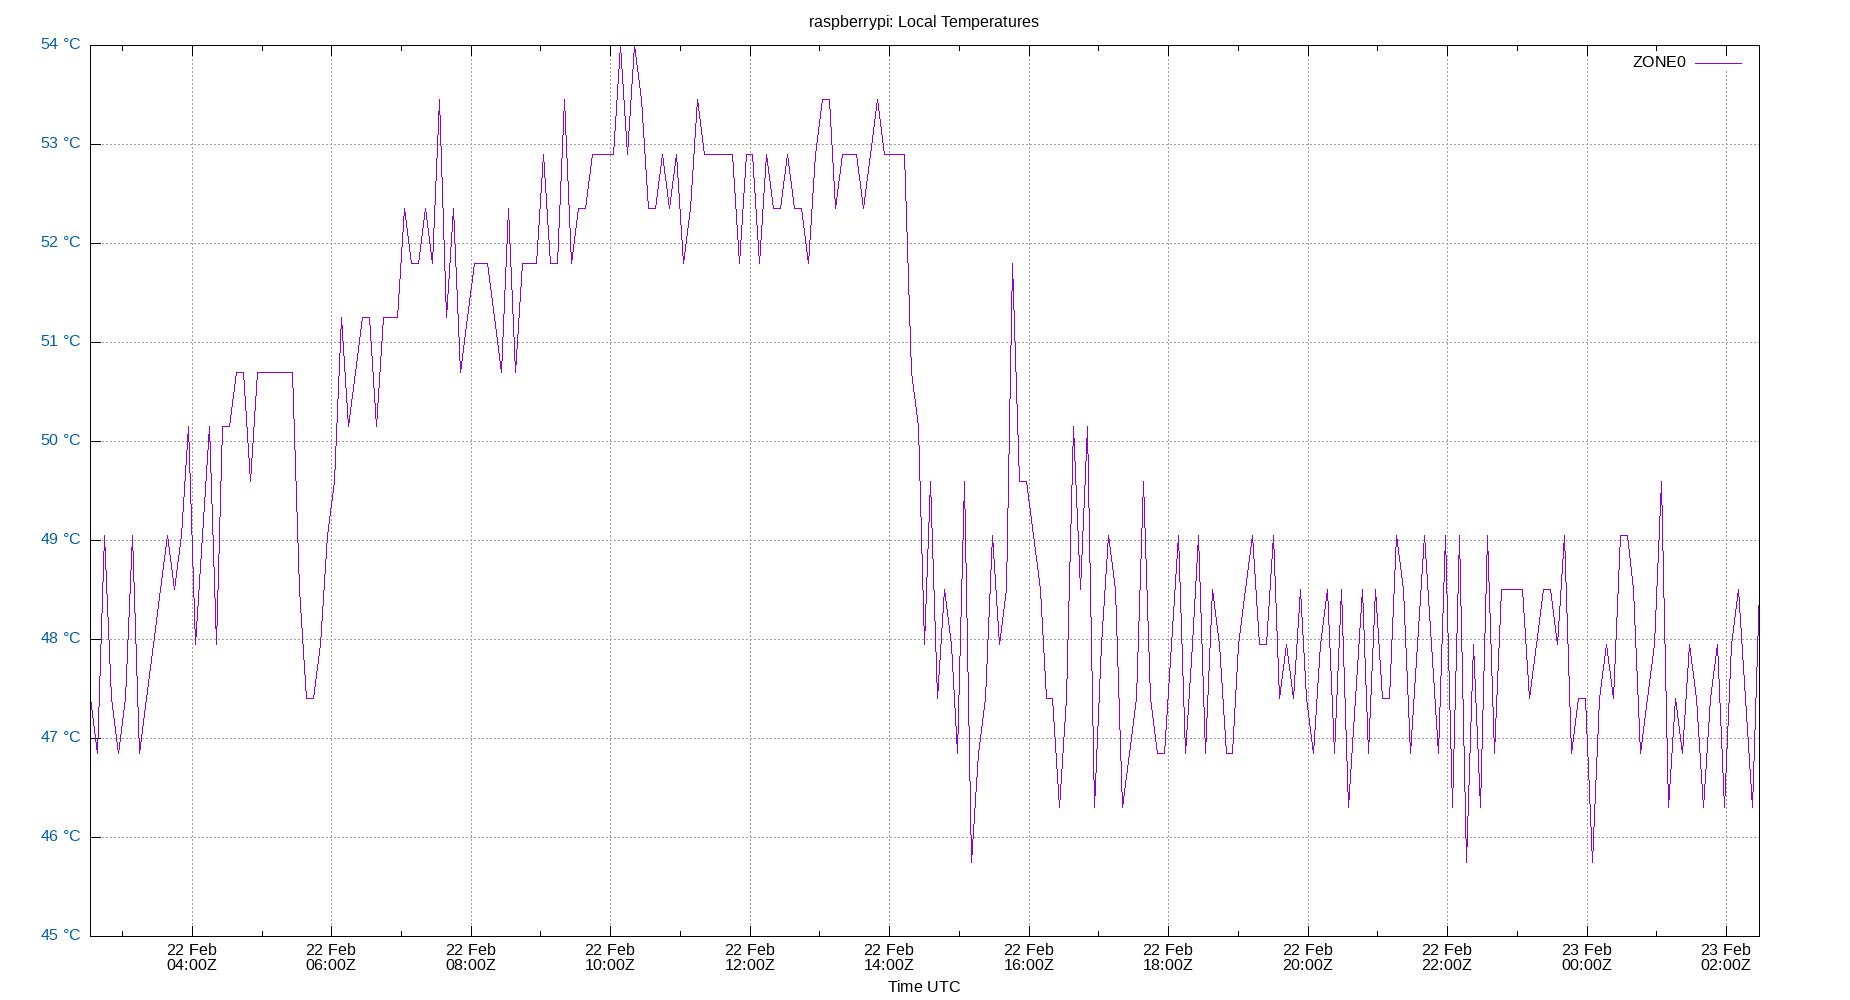 raspberrypi: Local Temperatures
ZONE0
54 °C
53 °C
52 °C
51 °C
50 °C
49 °C
48 °C
47 °C
46 °C
45 °C
22 Feb 22 Feb 22 Feb 22 Feb 22 Feb 22 Feb 22 Feb 22 Feb 22 Feb 22 Feb 23 Feb 23 Feb
04:00Z 06:00Z 08:00Z 10:00Z 12:00Z 14:00Z 16:00Z 18:00Z 20:00Z 22:00Z 00:00Z 02:00Z
Time UTC